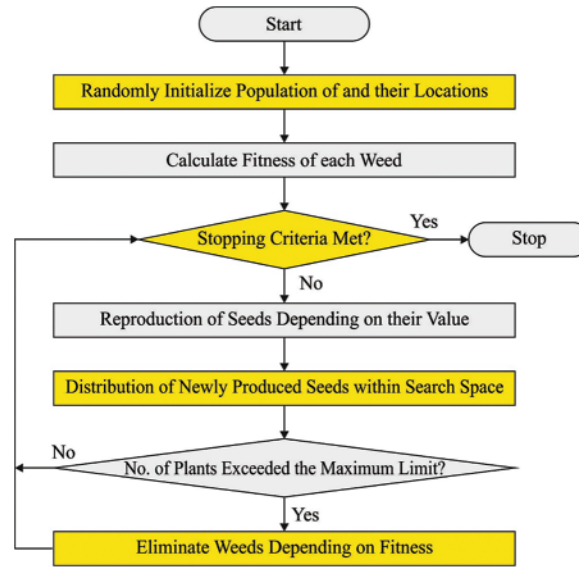 Start
Randomly Initialize Population of and their Locations
Calculate Fitness of each Weed
Stopping Criteria Met?
Yes
Stop
No
Reproduction of Seeds Depending on their Value
Distribution of Newly Produced Seeds within Search Space
No. of Plants Exceeded the Maximum Limit?
No
Yes
Eliminate Weeds Depending on Fitness